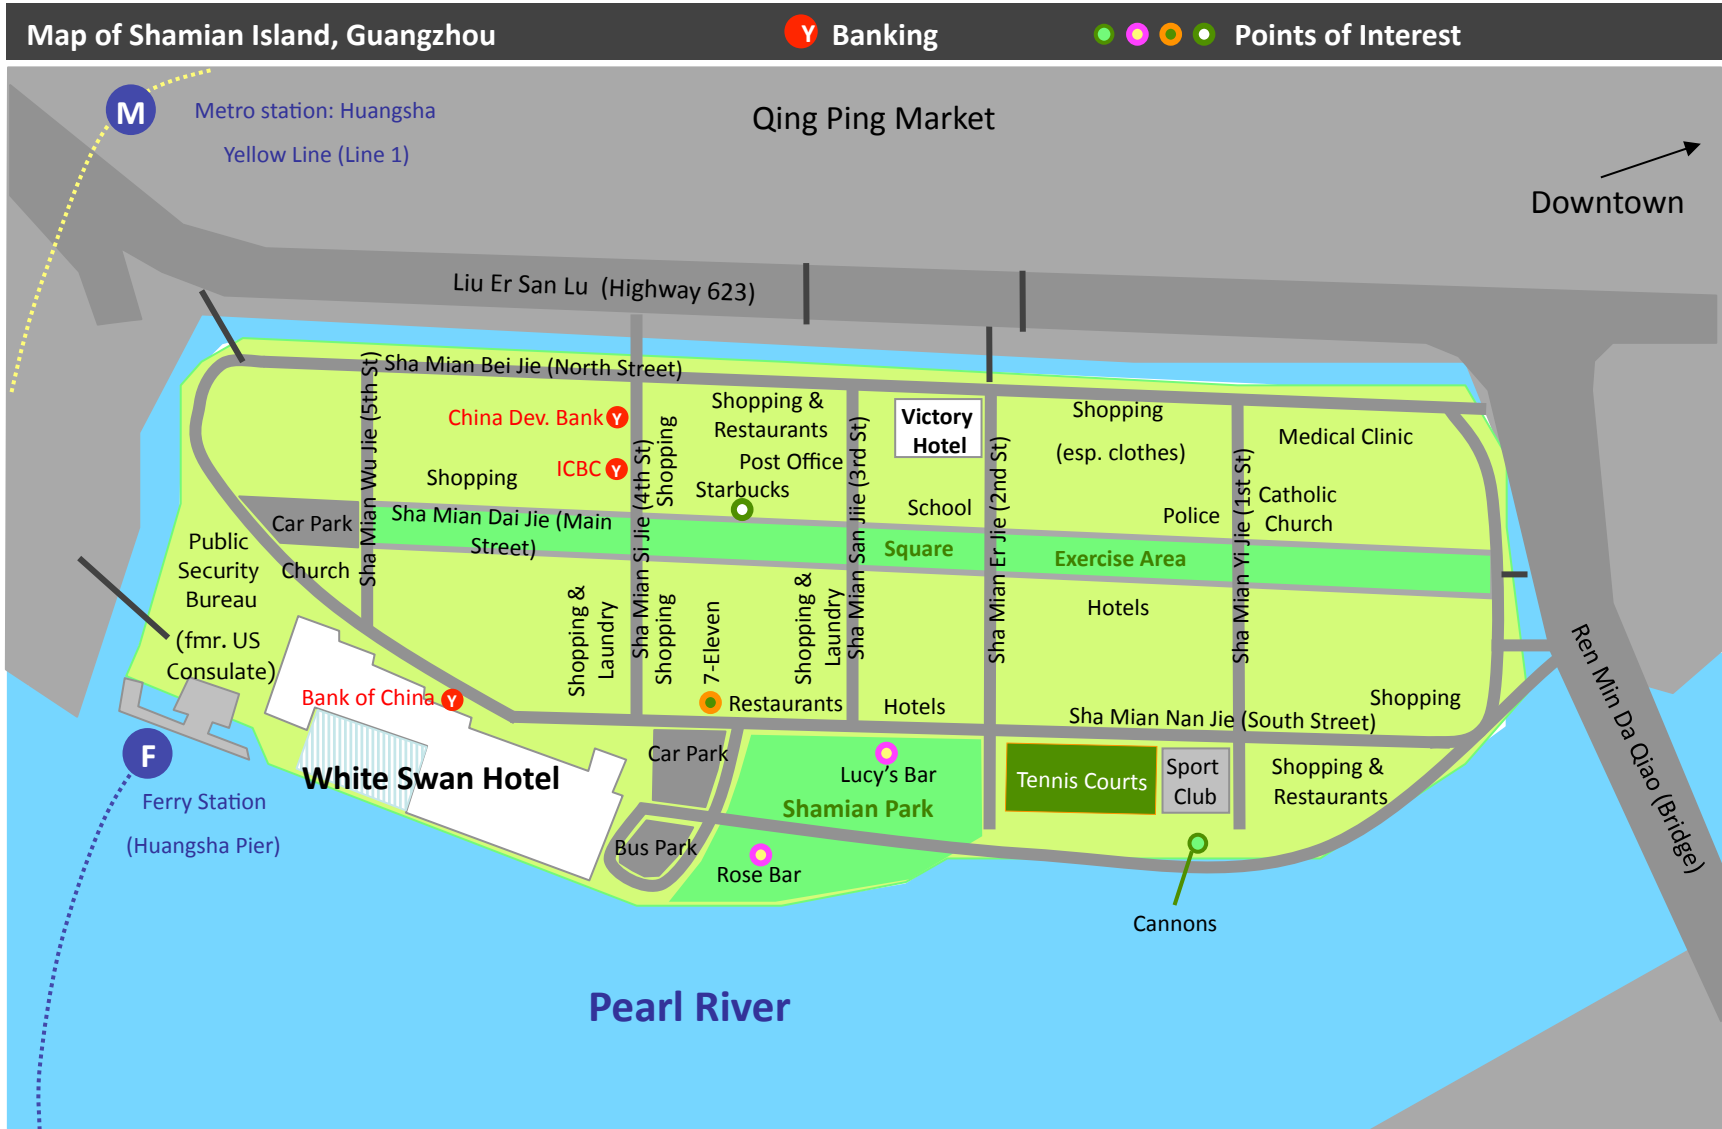 Map of Shamian Island, Guangzhou
Y Banking
Points of Interest
M
Metro station: Huangsha
Yellow Line (Line 1)
Qing Ping Market
Downtown
Liu Er San Lu (Highway 623)
Sha Mian Bei Jie (North Street)
Sha Mian Wu Jie (5th St)
China Dev. Bank Y
ICBC Y
Shopping
Sha Mian Si Jie (4th St)
Shopping
Shopping &
Restaurants
Post Office
Starbucks
Sha Mian San Jiie (3rd St)
Victory
Hotel
School
Sha Mian Er Jie (2nd St)
Shopping
(esp. clothes)
Police
Sha Mian Yi Jie (1st St)
Medical Clinic
Catholic
Church
Car Park
Sha Mian Dai Jie (Main
Street)
Square
Exercise Area
Public
Security
Bureau
(fmr. US
Consulate)
Church
Shopping &
Laundry
Shopping
7-Eleven
Shopping &
Laundry
Restaurants
Hotels
Hotels
Shopping
Sha Mian Nan Jie (South Street)
Bank of China Y
White Swan Hotel
Car Park
Bus Park
Lucy's Bar
Shamian Park
Rose Bar
Tennis Courts
Sport
Club
Shopping &
Restaurants
Cannons
Ren Min Da Qiao (Bridge)
F
Ferry Station
(Huangsha Pier)
Pearl River